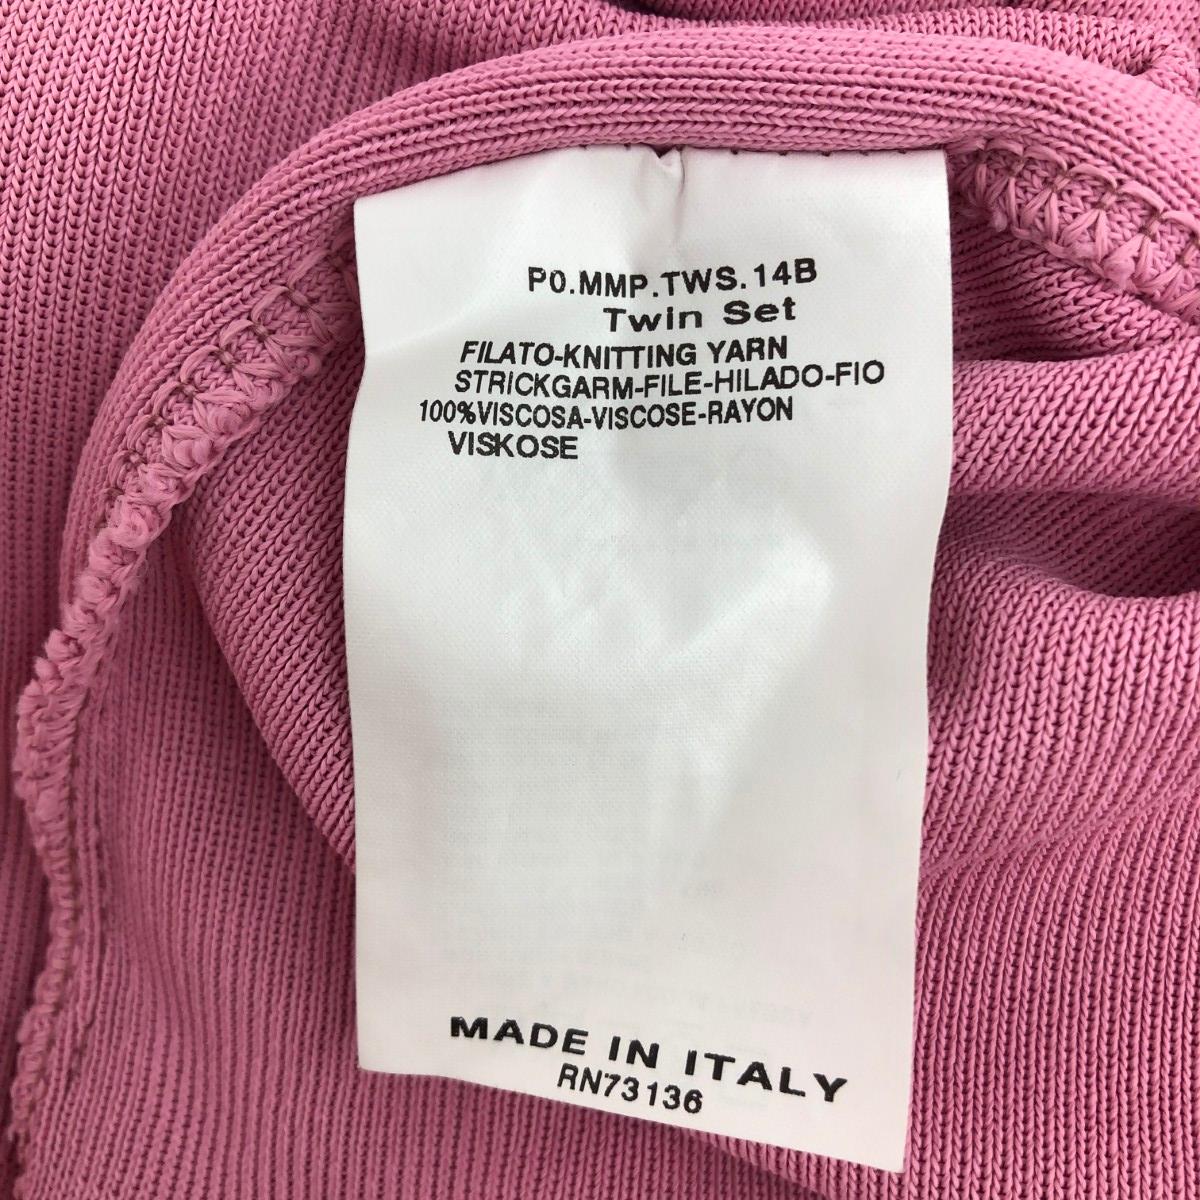 P0.MMP.TWS.14B
Twin Set
FILATO-KNITTING YARN
STRICKGARM-FILE-HILADO-FIO
100%VISCOSA-VISCOSE-RAYON
VISKOSE
MADE IN ITALY
RN73136